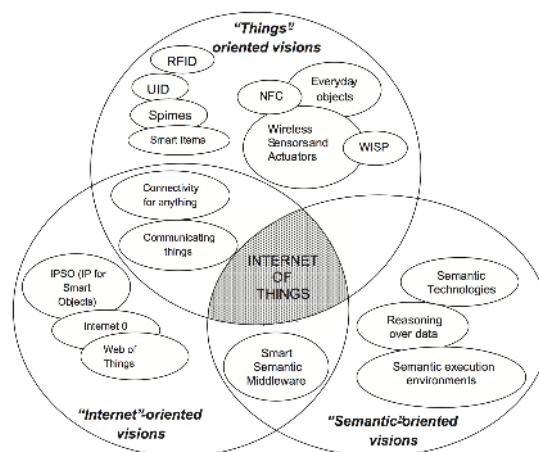 "Things"
oriented visions
RFID
UID
Spimes
Smart Items
Everyday
objects
NFC
Wireless
Sensorsand
Actuators
WISP
Connectivity
for anything
Communicating
things
INTERNET
OF
THINGS
IPSO (IP for
Smart
Objects)
Internet 0
Web of
Things
Semantic
Technologies
Reasoning
over data
Semantic execution
environments
Smart
Semantic
Middleware
"Internet"-oriented
visions
"Semantic"-oriented
visions